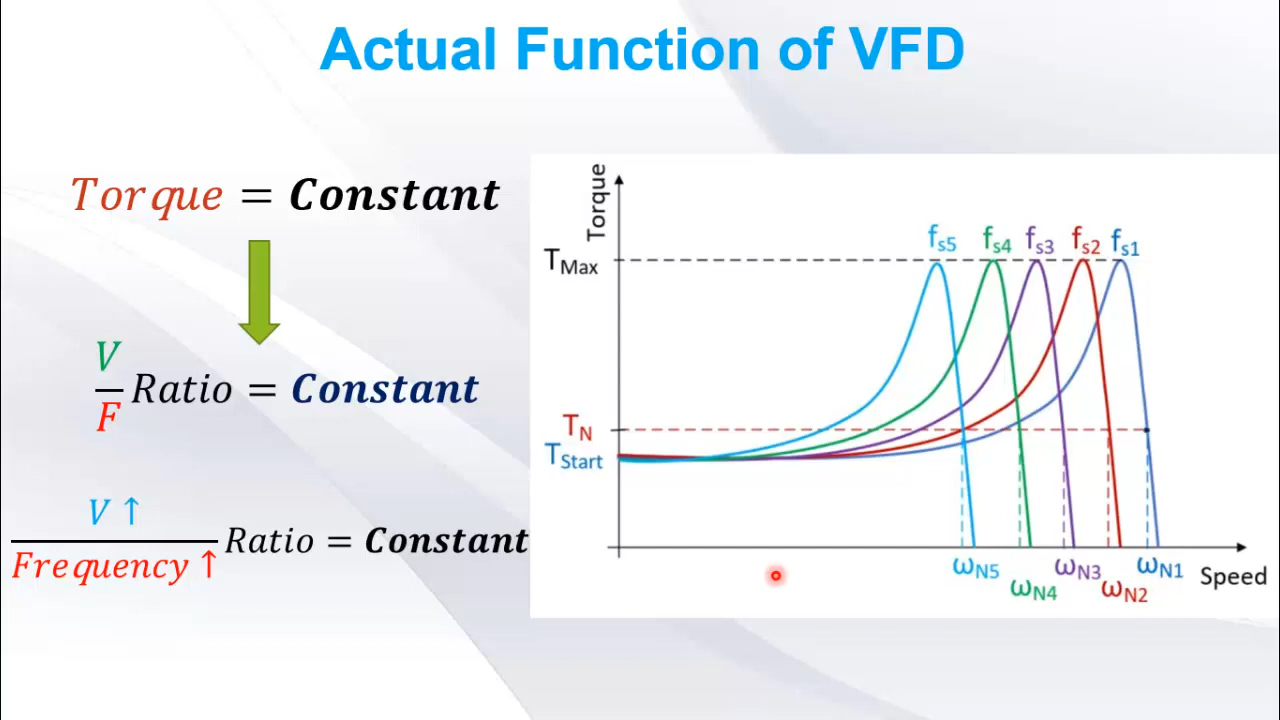 Actual Function of VFD
Torque = Constant
V
F
Ratio = Constant
V ↑
Frequency ↑
Ratio = Constant
Torque
fs5 fs4 fs3 fs2 fs1
TMax
TN
TStart
ωN5 ωN4 ωN3 ωN2 ωN1
Speed